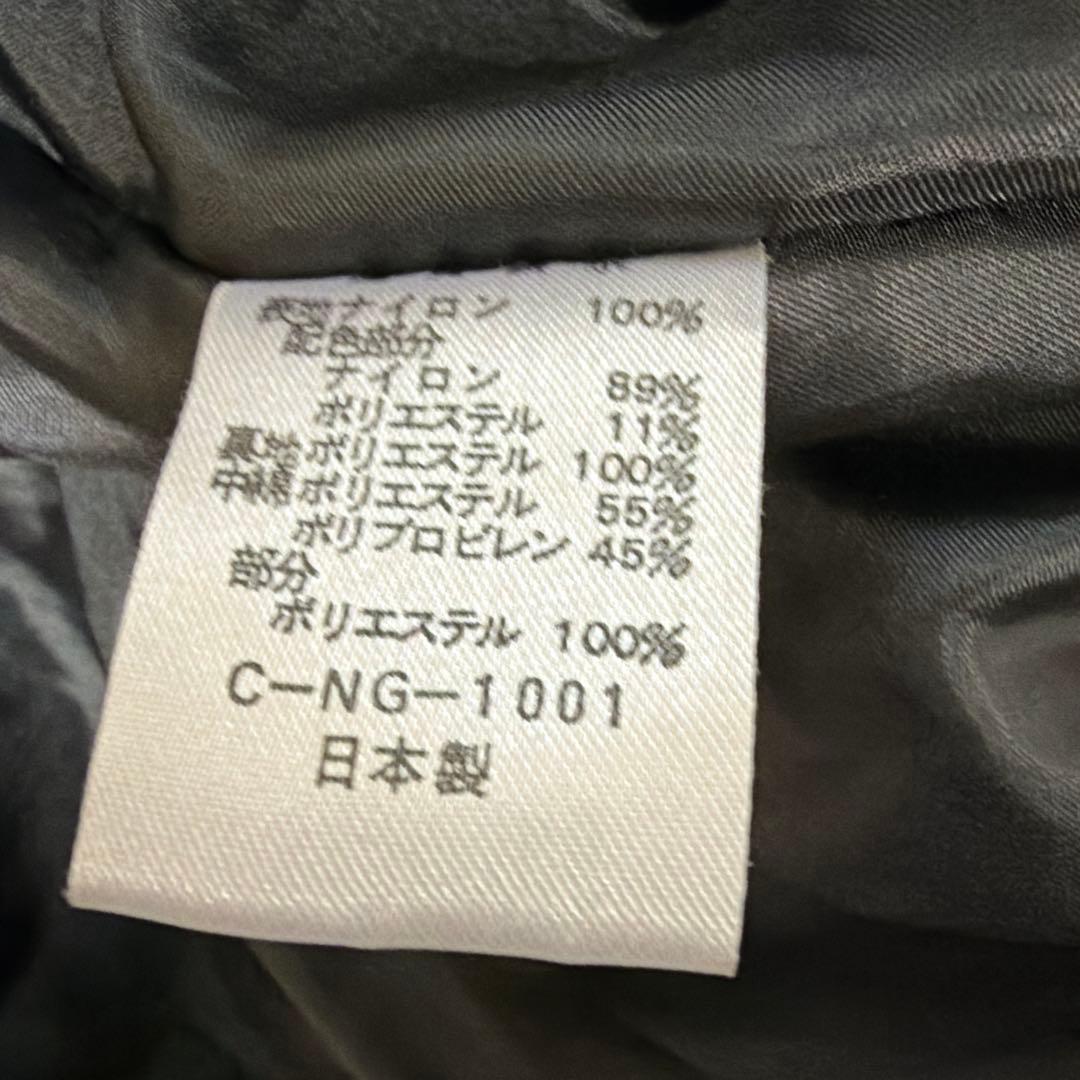 表地ナイロン 100%
配色部分
ナイロン 89%
ポリエステル 11%
裏地ポリエステル 100%
中綿ポリエステル 55%
ポリプロピレン 45%
部分
ポリエステル 100%
C-NG-1001
日本製